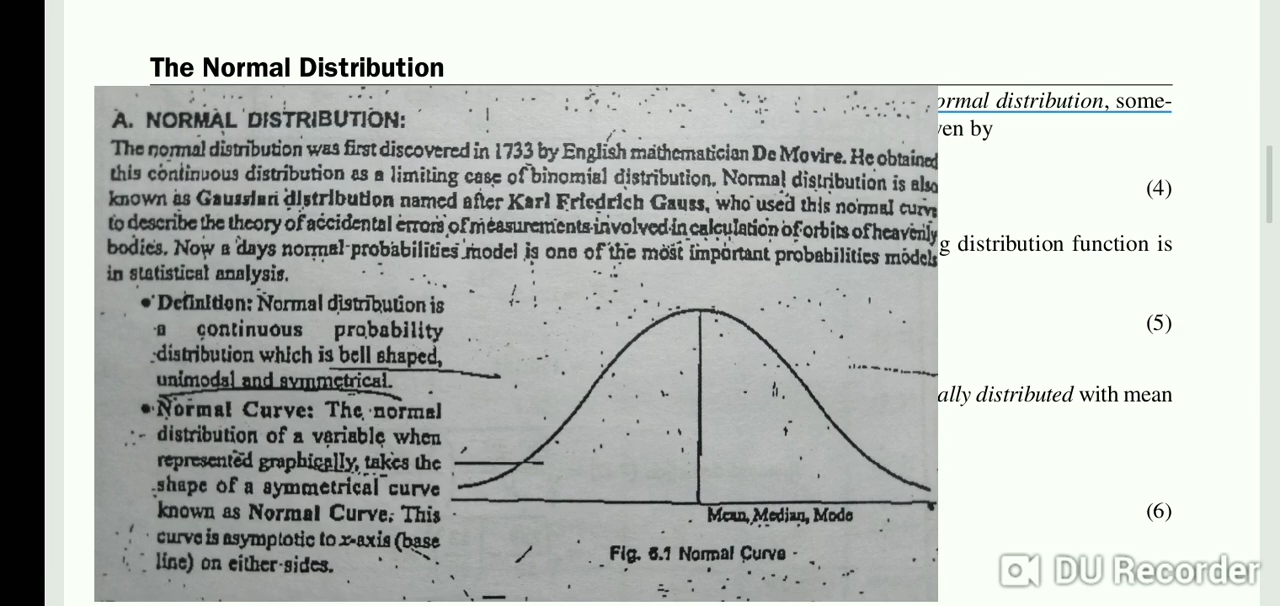 The Normal Distribution
ormal distribution, some-
ven by
(4)
g distribution function is
(5)
ally distributed with mean
(6)
A. NORMAL DISTRIBUTION:
The normal distribution was first discovered in 1733 by English mathematician De Movire. He obtained
this continuous distribution as a limiting case of binomial distribution. Normal distribution is also
known as Gaussian distribution named after Karl Friedrich Gauss, who used this normal curve
to describe the theory of accidental errors of measurements involved in calculation of orbits of heavenly
bodies. Now a days normal probabilities model is one of the most important probabilities models
in statistical analysis.
• Definition: Normal distribution is
a continuous probability
distribution which is bell shaped,
unimodal and symmetrical.
• Normal Curve: The normal
distribution of a variable when
represented graphically, takes the
shape of a symmetrical curve
known as Normal Curve. This
curve is asymptotic to x-axis (base
line) on either sides.
Mean, Median, Mode
Fig. 6.1 Normal Curve
DU Recorder